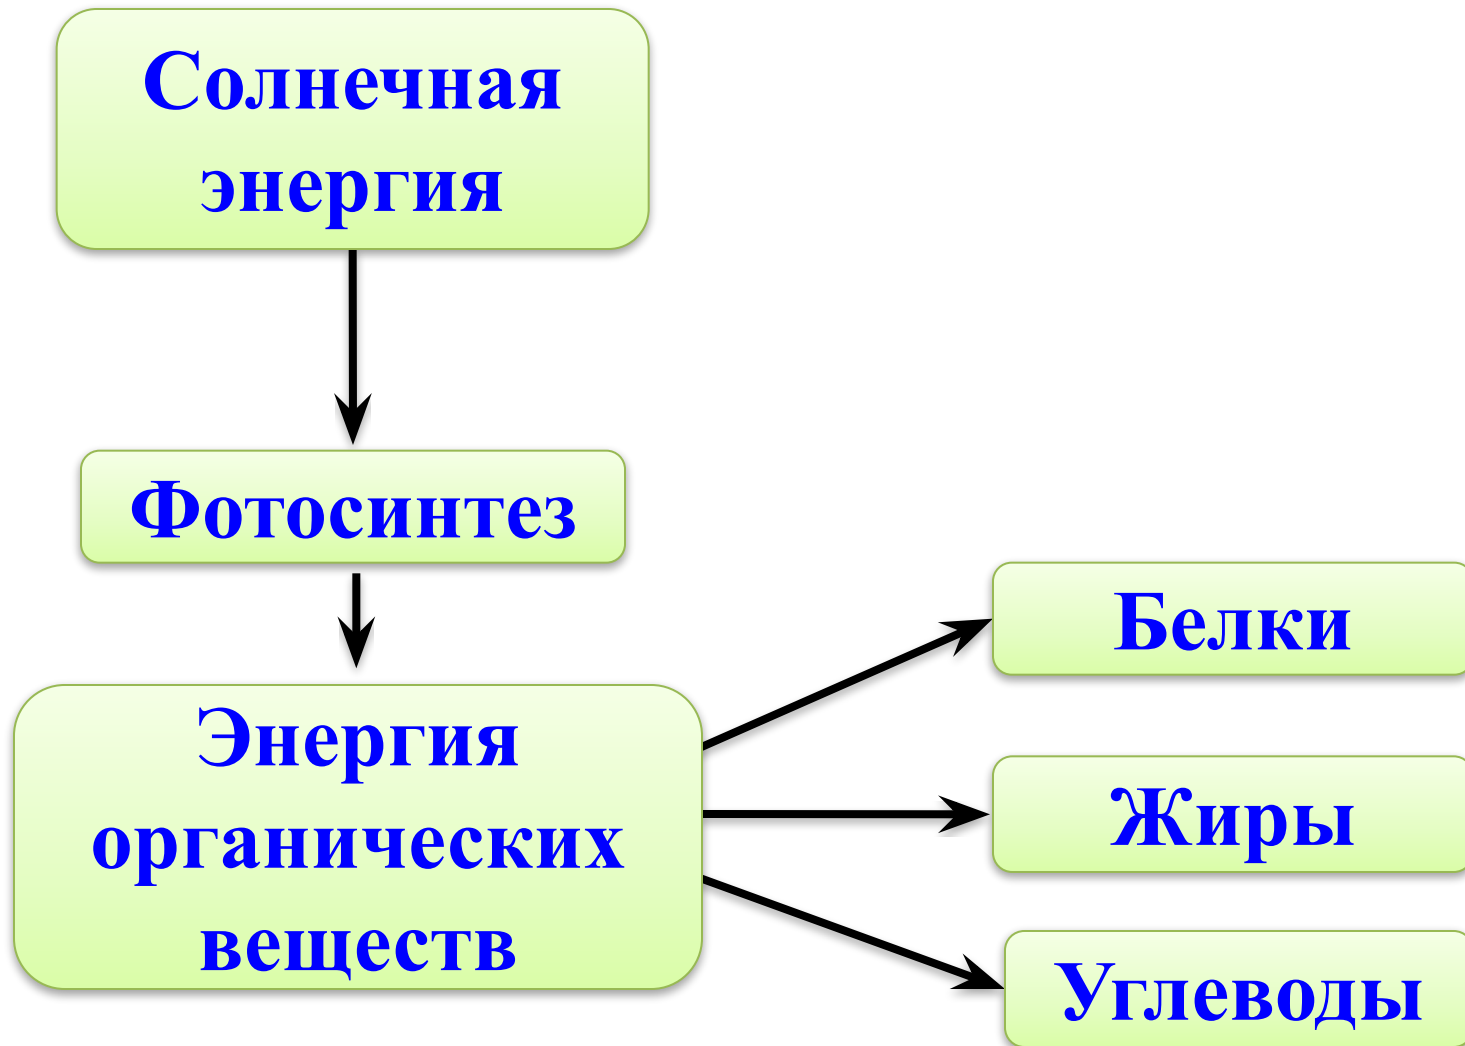 Солнечная
энергия
Фотосинтез
Энергия
органических
веществ
Белки
Жиры
Углеводы